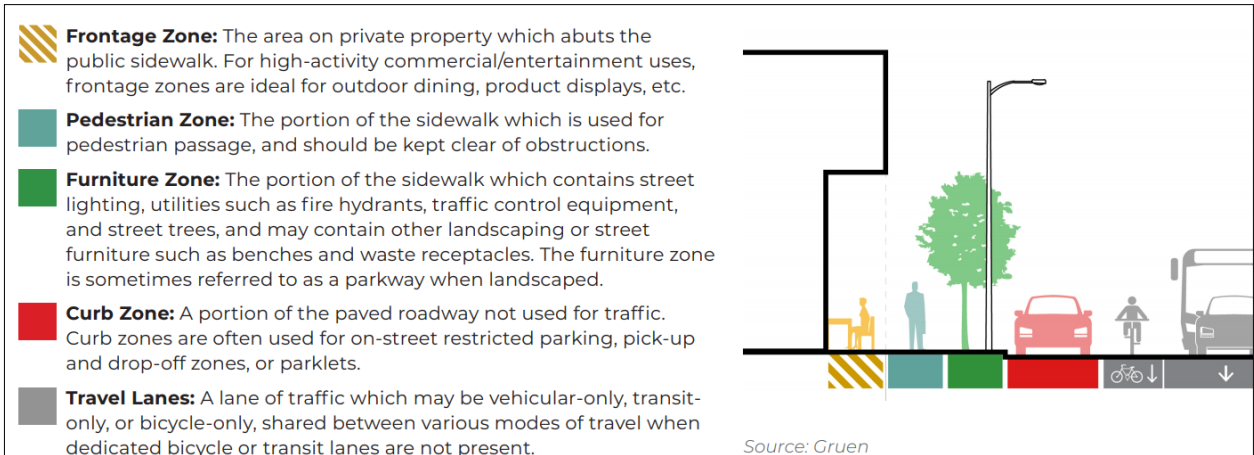 Frontage Zone: The area on private property which abuts the
public sidewalk. For high-activity commercial/entertainment uses,
frontage zones are ideal for outdoor dining, product displays, etc.
Pedestrian Zone: The portion of the sidewalk which is used for
pedestrian passage, and should be kept clear of obstructions.
Furniture Zone: The portion of the sidewalk which contains street
lighting, utilities such as fire hydrants, traffic control equipment,
and street trees, and may contain other landscaping or street
furniture such as benches and waste receptacles. The furniture zone
is sometimes referred to as a parkway when landscaped.
Curb Zone: A portion of the paved roadway not used for traffic.
Curb zones are often used for on-street restricted parking, pick-up
and drop-off zones, or parklets.
Travel Lanes: A lane of traffic which may be vehicular-only, transit-
only, or bicycle-only, shared between various modes of travel when
dedicated bicycle or transit lanes are not present.
Source: Gruen